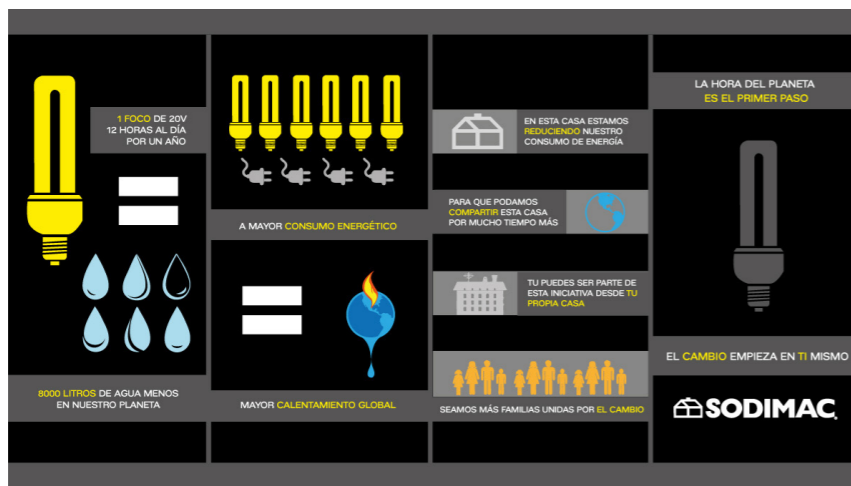 1 FOCO DE 20V
12 HORAS AL DÍA
POR UN AÑO
8000 LITROS DE AGUA MENOS
EN NUESTRO PLANETA
A MAYOR CONSUMO ENERGÉTICO
MAYOR CALENTAMIENTO GLOBAL
EN ESTA CASA ESTAMOS
REDUCIENDO NUESTRO
CONSUMO DE ENERGÍA
PARA QUE PODAMOS
COMPARTIR ESTA CASA
POR MUCHO TIEMPO MÁS
TU PUEDES SER PARTE DE
ESTA INICIATIVA DESDE TU
PROPIA CASA
SEAMOS MÁS FAMILIAS UNIDAS POR EL CAMBIO
LA HORA DEL PLANETA
ES EL PRIMER PASO
EL CAMBIO EMPIEZA EN TI MISMO
SODIMAC